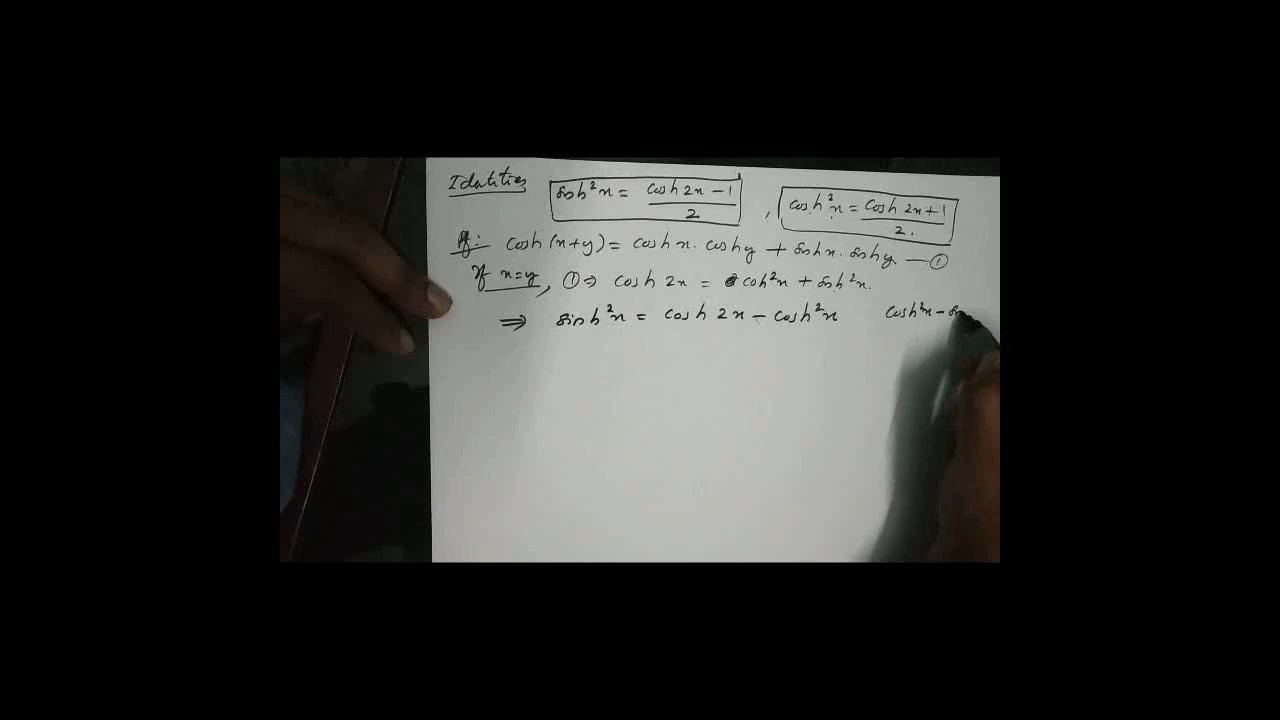 Identities sinh²x = (cosh 2x − 1)/2 , cosh²x = (cosh 2x + 1)/2.
Pf: cosh(x+y) = cosh x. cosh y + sinh x. sinh y — ①
If x=y, ① ⇒ cosh 2x = cosh²x + sinh²x.
⇒ sinh²x = cosh 2x − cosh²x cosh²x −